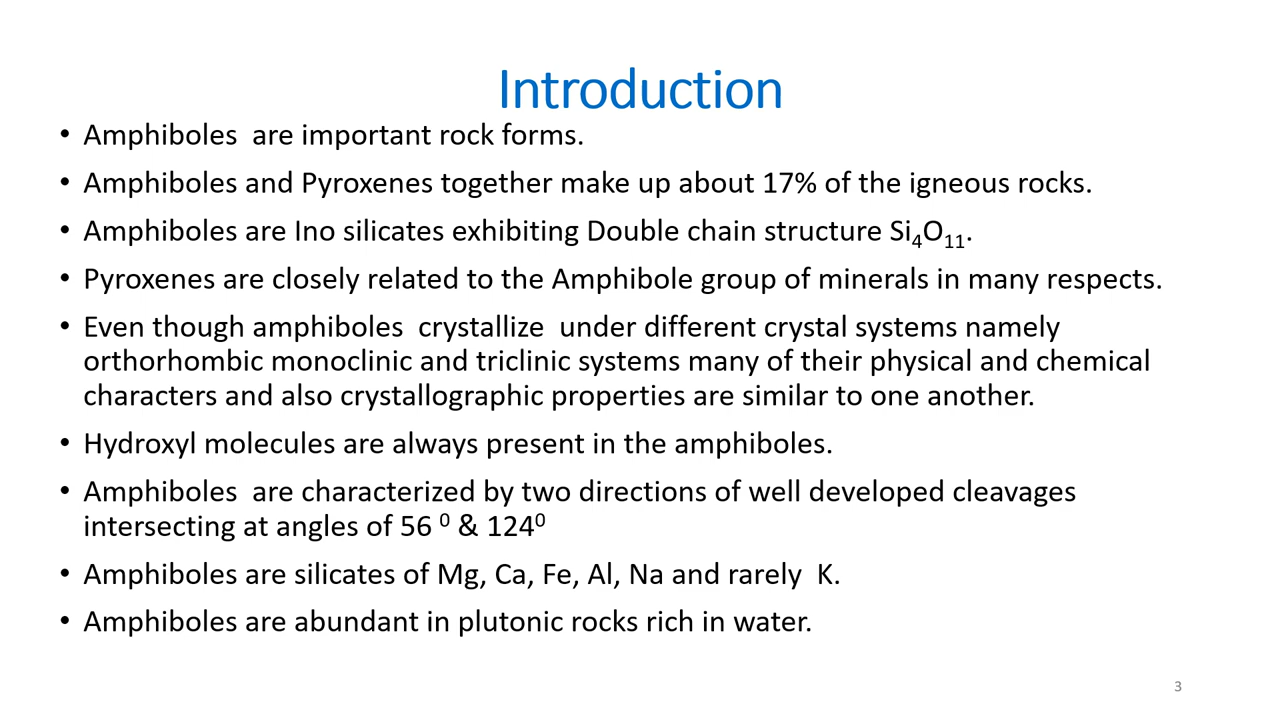 Introduction
• Amphiboles  are important rock forms.
• Amphiboles and Pyroxenes together make up about 17% of the igneous rocks.
• Amphiboles are Ino silicates exhibiting Double chain structure Si₄O₁₁.
• Pyroxenes are closely related to the Amphibole group of minerals in many respects.
• Even though amphiboles  crystallize  under different crystal systems namely
orthorhombic monoclinic and triclinic systems many of their physical and chemical
characters and also crystallographic properties are similar to one another.
• Hydroxyl molecules are always present in the amphiboles.
• Amphiboles  are characterized by two directions of well developed cleavages
intersecting at angles of 56 ⁰ & 124⁰
• Amphiboles are silicates of Mg, Ca, Fe, Al, Na and rarely  K.
• Amphiboles are abundant in plutonic rocks rich in water.
3